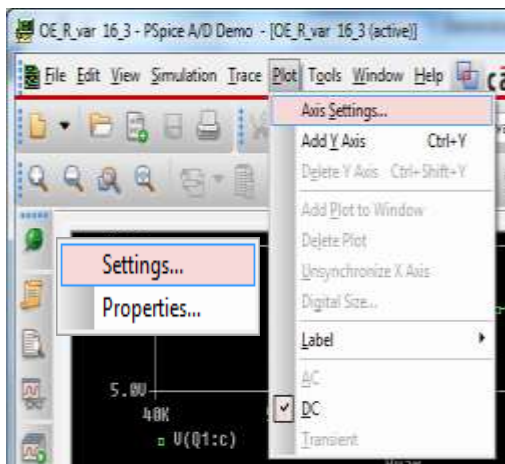 OE_R_var 16_3 - PSpice A/D Demo - [OE_R_var 16_3 (active)]
File Edit View Simulation Trace Plot Tools Window Help
Axis Settings...
Add Y Axis Ctrl+Y
Delete Y Axis Ctrl+Shift+Y
Add Plot to Window
Delete Plot
Unsynchronize X Axis
Digital Size...
Label
AC
DC
Transient
Settings...
Properties...
5.0V
40K
V(Q1:c)